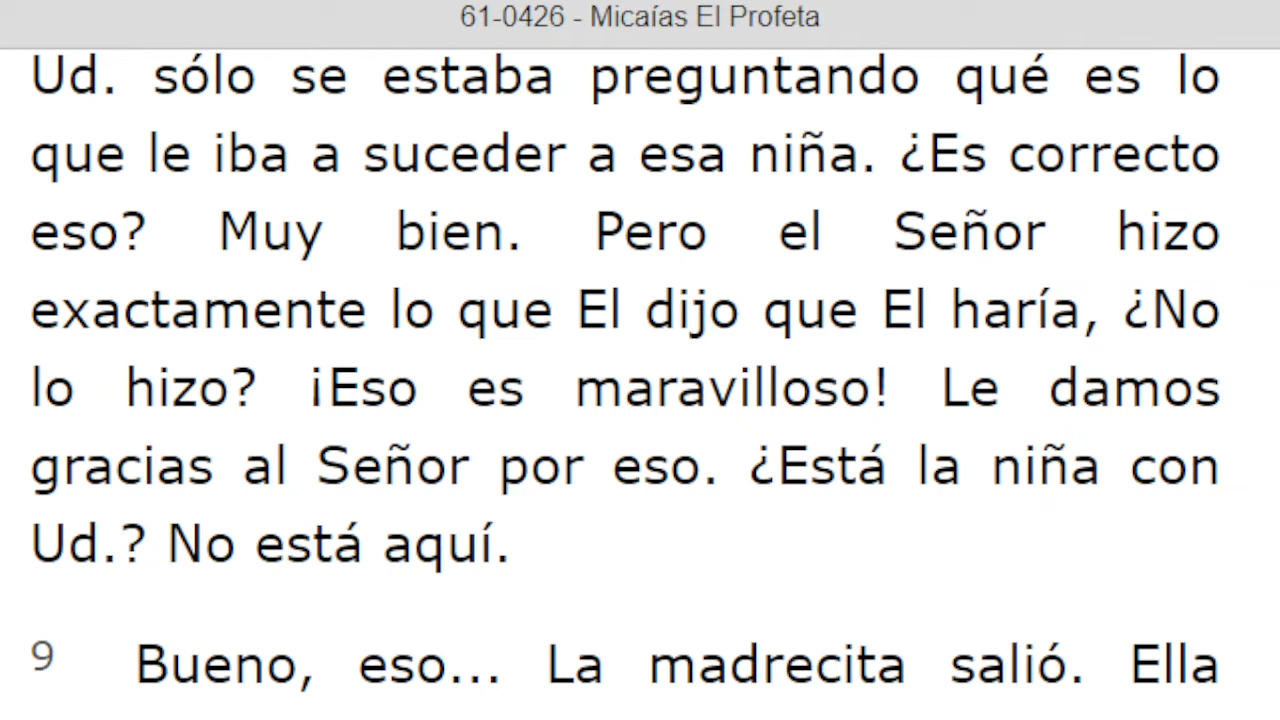 61-0426 - Micaías El Profeta
Ud. sólo se estaba preguntando qué es lo
que le iba a suceder a esa niña. ¿Es correcto
eso? Muy bien. Pero el Señor hizo
exactamente lo que El dijo que El haría, ¿No
lo hizo? ¡Eso es maravilloso! Le damos
gracias al Señor por eso. ¿Está la niña con
Ud.? No está aquí.
9 Bueno, eso... La madrecita salió. Ella